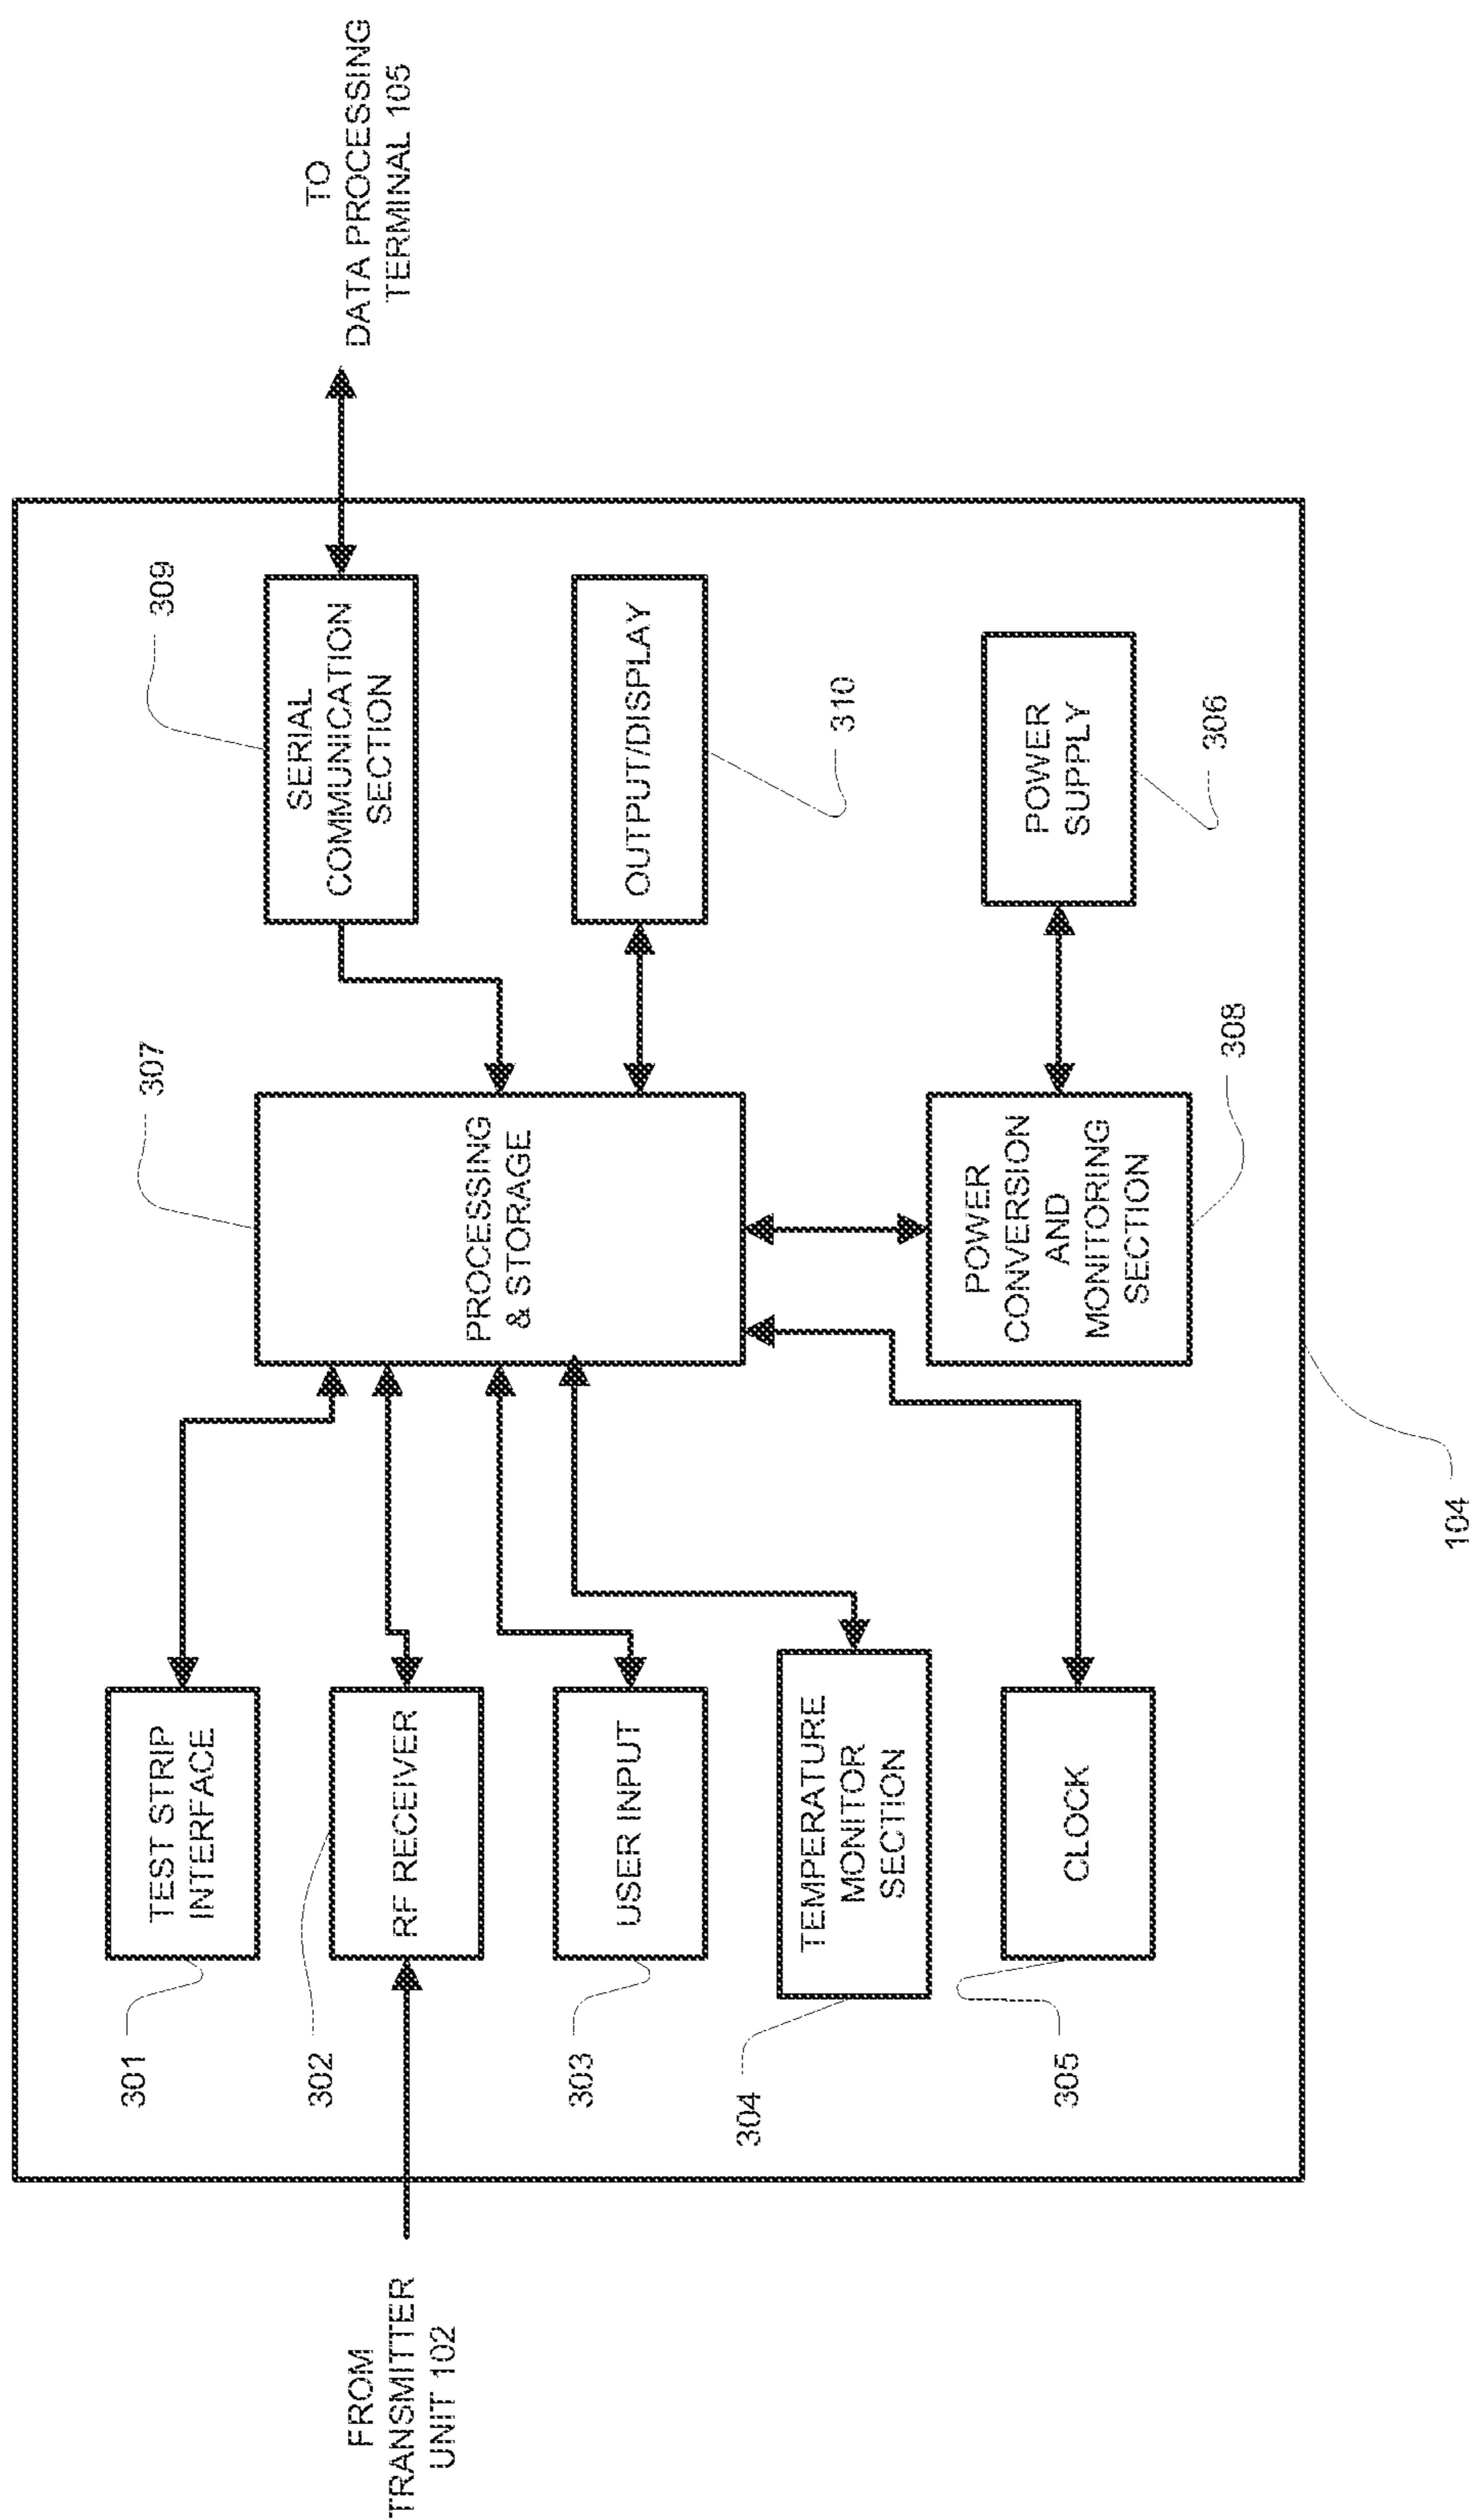 FROM
TRANSMITTER
UNIT 102
301
TEST STRIP
INTERFACE
302
RF RECEIVER
303
USER INPUT
304
TEMPERATURE
MONITOR
SECTION
305
CLOCK
307
PROCESSING
& STORAGE
POWER
CONVERSION
AND
MONITORING
SECTION
308
309
SERIAL
COMMUNICATION
SECTION
OUTPUT/DISPLAY
310
POWER
SUPPLY
306
TO
DATA PROCESSING
TERMINAL 105
104